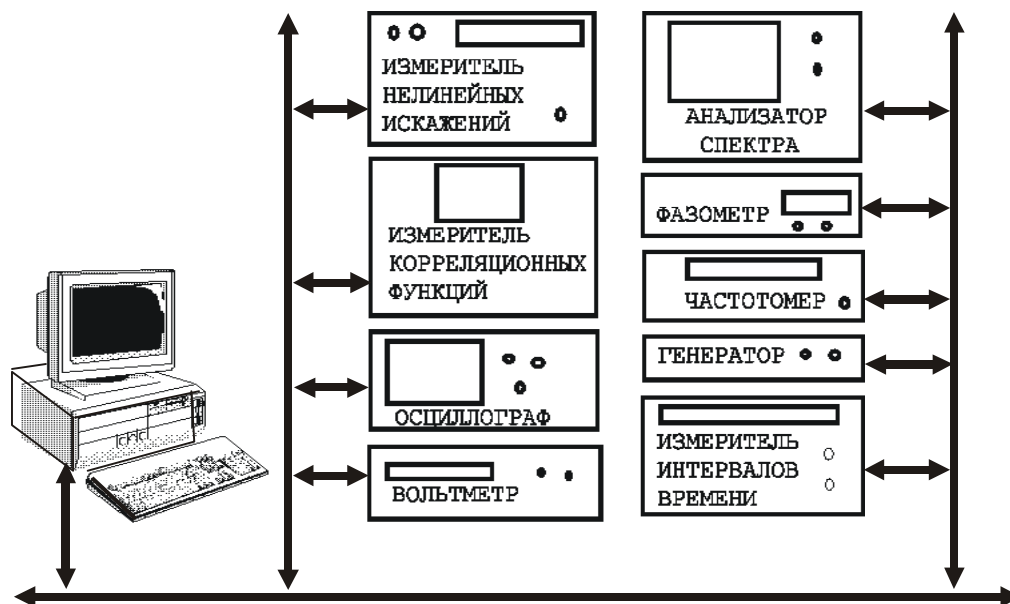 ИЗМЕРИТЕЛЬ
НЕЛИНЕЙНЫХ
ИСКАЖЕНИЙ
ИЗМЕРИТЕЛЬ
КОРРЕЛЯЦИОННЫХ
ФУНКЦИЙ
ОСЦИЛЛОГРАФ
ВОЛЬТМЕТР
АНАЛИЗАТОР
СПЕКТРА
ФАЗОМЕТР
ЧАСТОТОМЕР
ГЕНЕРАТОР
ИЗМЕРИТЕЛЬ
ИНТЕРВАЛОВ
ВРЕМЕНИ